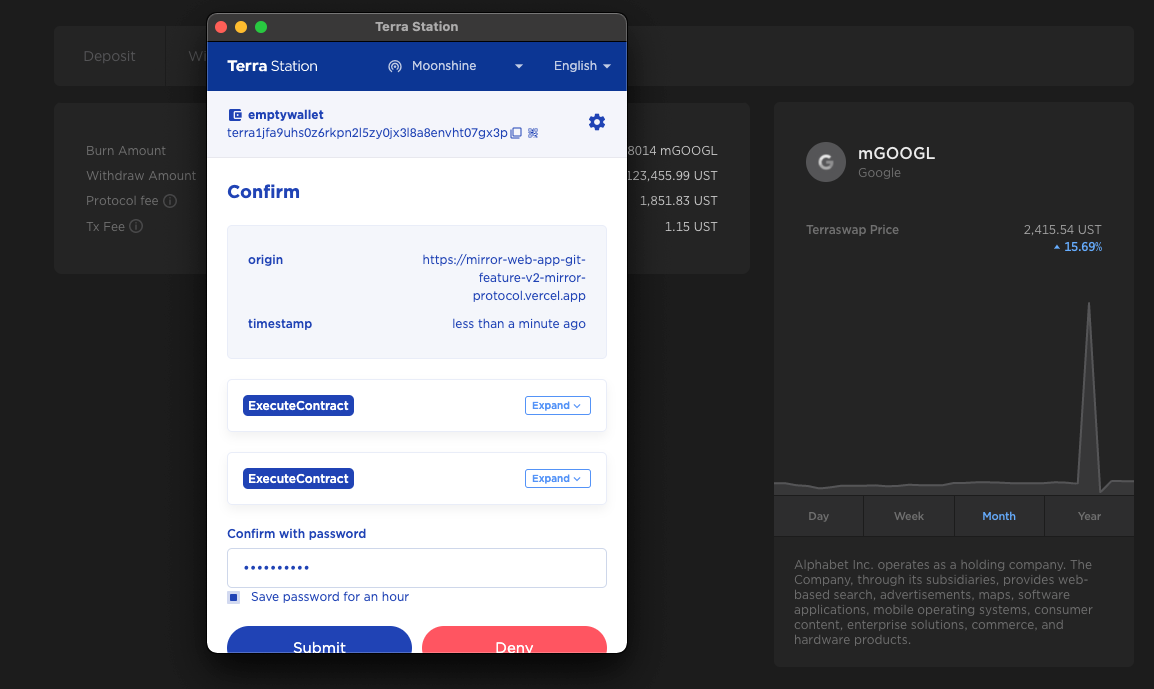 Terra Station
Deposit
Wi
Terra Station
Moonshine
English
emptywallet
terra1jfa9uhs0z6rkpn2l5zy0jx3l8a8envht07gx3p
Confirm
origin
https://mirror-web-app-git-
feature-v2-mirror-
protocol.vercel.app
timestamp
less than a minute ago
ExecuteContract
Expand
ExecuteContract
Expand
Confirm with password
••••••••••
Save password for an hour
Submit
Deny
Burn Amount
8014 mGOOGL
Withdraw Amount
123,455.99 UST
Protocol fee
1,851.83 UST
Tx Fee
1.15 UST
G
mGOOGL
Google
Terraswap Price
2,415.54 UST
15.69%
Day
Week
Month
Year
Alphabet Inc. operates as a holding company. The
Company, through its subsidiaries, provides web-
based search, advertisements, maps, software
applications, mobile operating systems, consumer
content, enterprise solutions, commerce, and
hardware products.